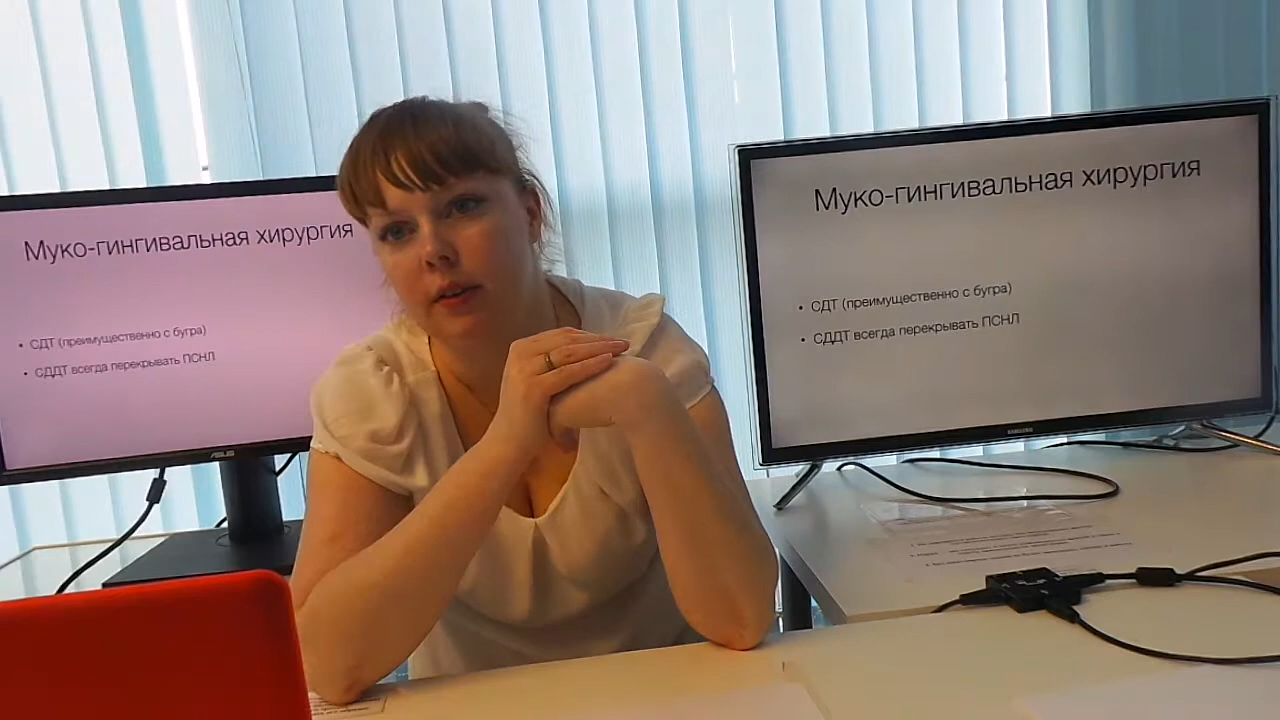 Муко-гингивальная хирургия
• СДТ (преимущественно с бугра)
• СДДТ всегда перекрывать ПСНЛ
ASUS
Муко-гингивальная хирургия
• СДТ (преимущественно с бугра)
• СДДТ всегда перекрывать ПСНЛ
SAMSUNG